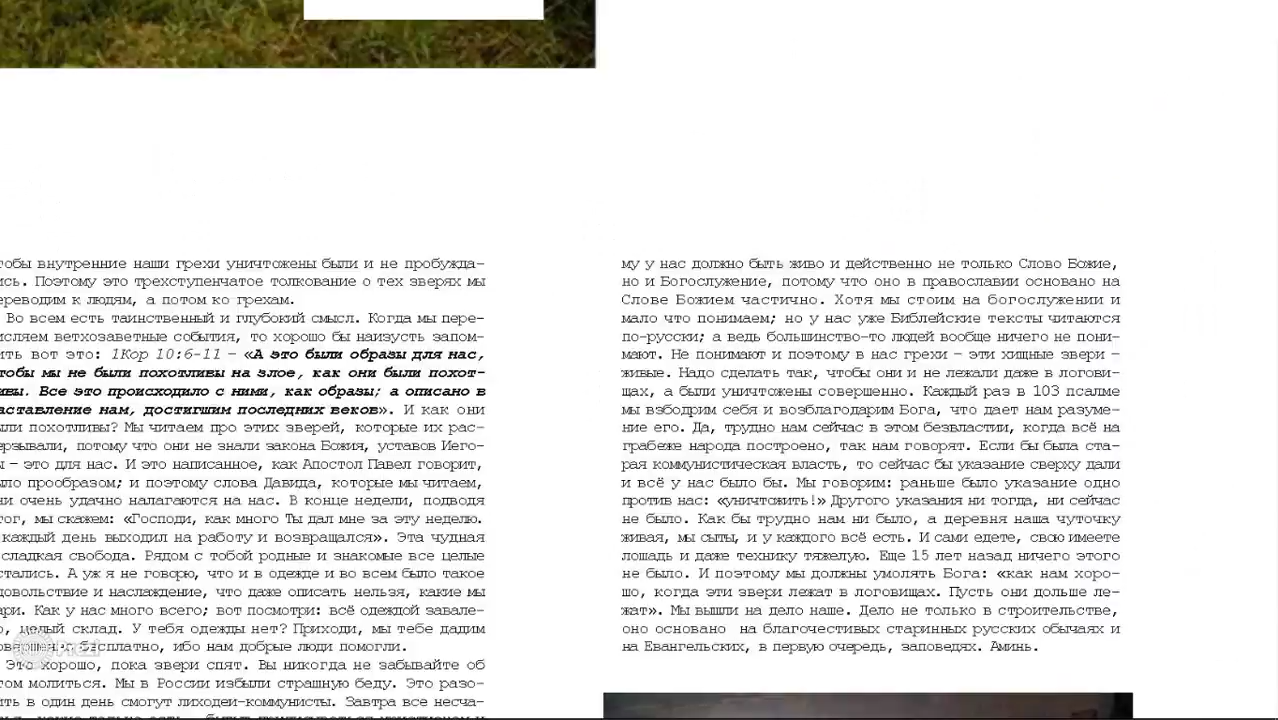 тобы внутренние наши грехи уничтожены были и не пробужда-
ись. Поэтому это трехступенчатое толкование о тех зверях мы
ереводим к людям, а потом ко грехам.
Во всем есть таинственный и глубокий смысл. Когда мы пере-
исляем ветхозаветные события, то хорошо бы наизусть запом-
ить вот это: 1Кор 10:6-11 – «А это были образы для нас,
тобы мы не были похотливы на злое, как они были похот-
ивы. Все это происходило с ними, как образы; а описано в
аставление нам, достигшим последних веков». И как они
ыли похотливы? Мы читаем про этих зверей, которые их рас-
ерзывали, потому что они не знали закона Божия, уставов Иего-
ы – это для нас. И это написанное, как Апостол Павел говорит,
ыло прообразом; и поэтому слова Давида, которые мы читаем,
ни очень удачно налагаются на нас. В конце недели, подводя
тог, мы скажем: «Господи, как много Ты дал мне за эту неделю.
каждый день выходил на работу и возвращался». Эта чудная
сладкая свобода. Рядом с тобой родные и знакомые все целые
стались. А уж я не говорю, что и в одежде и во всем было такое
довольствие и наслаждение, что даже описать нельзя, какие мы
ари. Как у нас много всего; вот посмотри: всё одеждой завале-
о, целый склад. У тебя одежды нет? Приходи, мы тебе дадим
овершенно бесплатно, ибо нам добрые люди помогли.
Это хорошо, пока звери спят. Вы никогда не забывайте об
том молиться. Мы в России избыли страшную беду. Это разо-
ить в один день смогут лиходеи-коммунисты. Завтра все несча-
му у нас должно быть живо и действенно не только Слово Божие,
но и Богослужение, потому что оно в православии основано на
Слове Божием частично. Хотя мы стоим на богослужении и
мало что понимаем; но у нас уже Библейские тексты читаются
по-русски; а ведь большинство-то людей вообще ничего не пони-
мают. Не понимают и поэтому в нас грехи – эти хищные звери –
живые. Надо сделать так, чтобы они и не лежали даже в логови-
щах, а были уничтожены совершенно. Каждый раз в 103 псалме
мы взбодрим себя и возблагодарим Бога, что дает нам разуме-
ние его. Да, трудно нам сейчас в этом безвластии, когда всё на
грабеже народа построено, так нам говорят. Если бы была ста-
рая коммунистическая власть, то сейчас бы указание сверху дали
и всё у нас было бы. Мы говорим: раньше было указание одно
против нас: «уничтожить!» Другого указания ни тогда, ни сейчас
не было. Как бы трудно нам ни было, а деревня наша чуточку
живая, мы сыты, и у каждого всё есть. И сами едете, свою имеете
лошадь и даже технику тяжелую. Еще 15 лет назад ничего этого
не было. И поэтому мы должны умолять Бога: «как нам хоро-
шо, когда эти звери лежат в логовищах. Пусть они дольше ле-
жат». Мы вышли на дело наше. Дело не только в строительстве,
оно основано на благочестивых старинных русских обычаях и
на Евангельских, в первую очередь, заповедях. Аминь.
Prezi